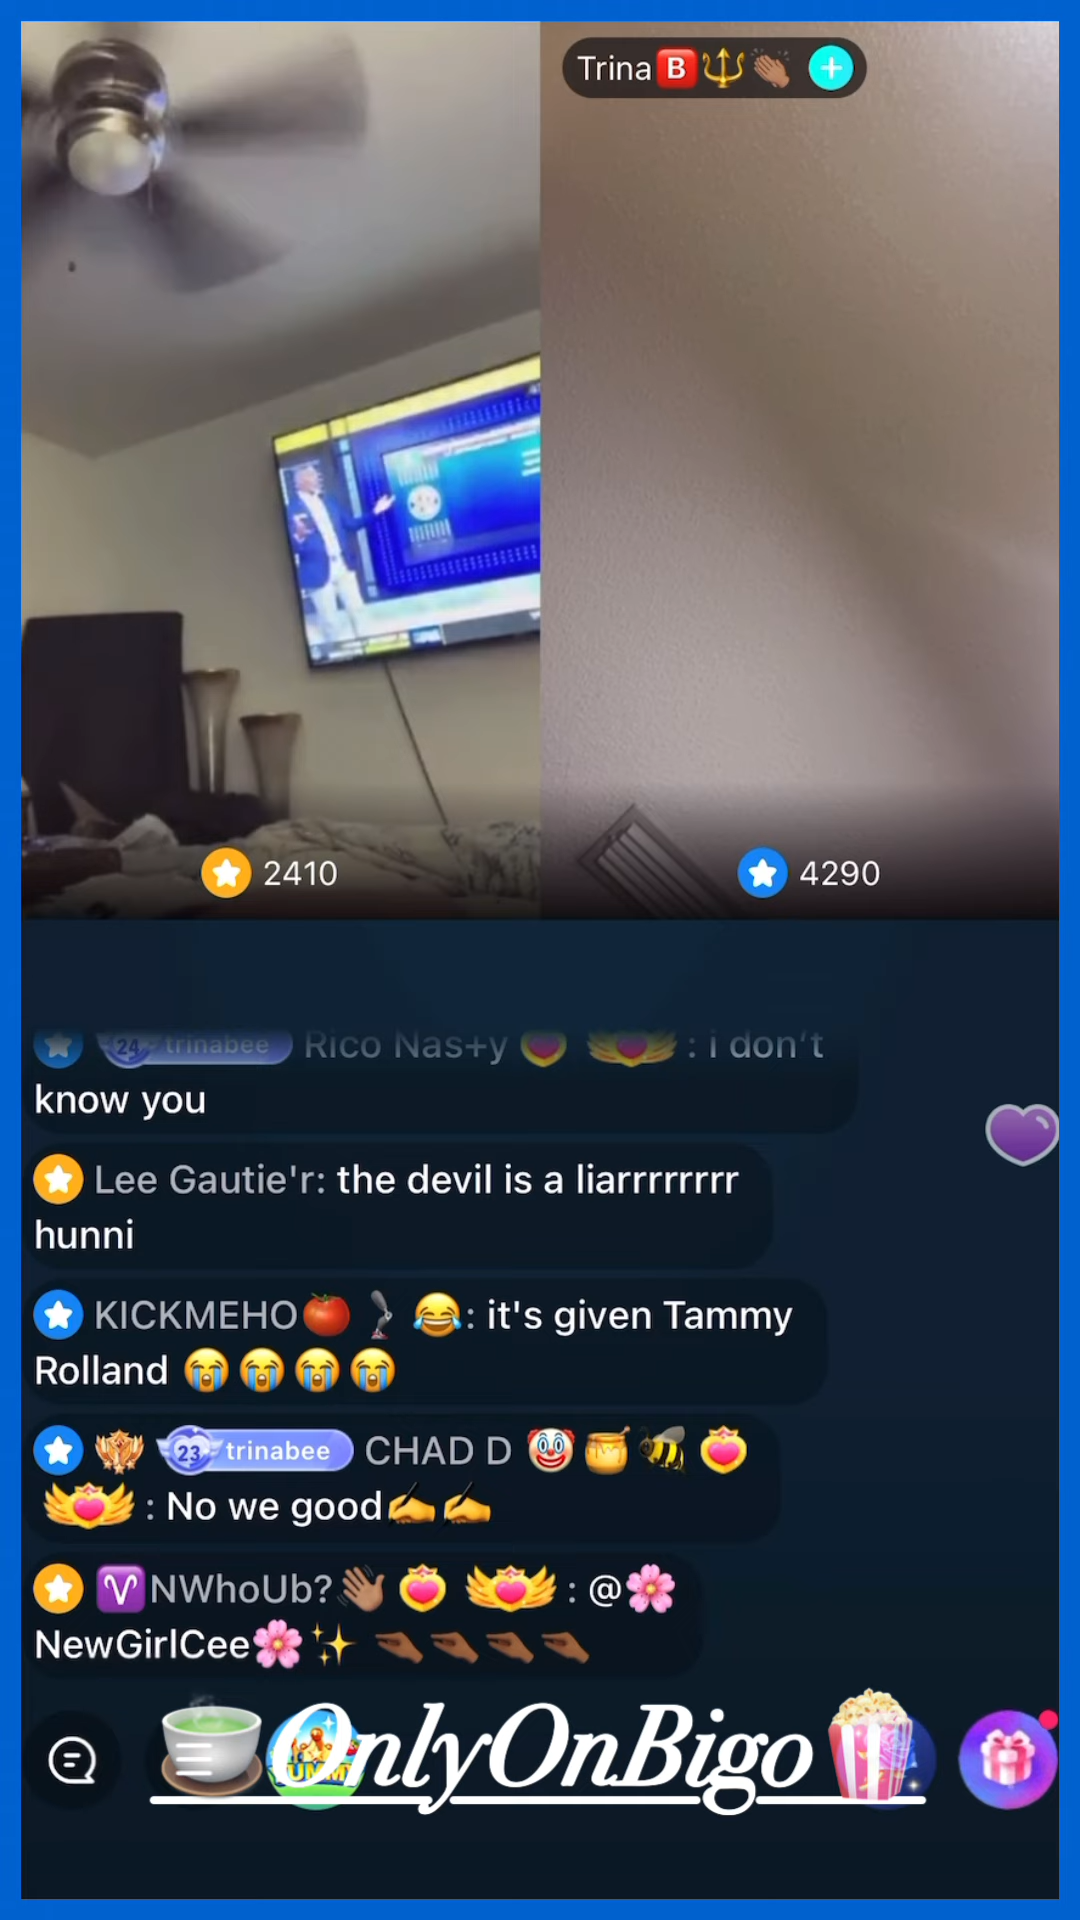 Trina🅱️🔱👏🏽
2410
4290
24 trinabee Rico Nas+y : i don't
know you
Lee Gautie'r: the devil is a liarrrrrrrr
hunni
KICKMEHO🍅🦿😂: it's given Tammy
Rolland 😭😭😭😭
23 trinabee CHAD D 🤡🍯🐝
: No we good✍️✍️
♈NWhoUb?👋🏾 : @🌸
NewGirlCee🌸✨
🍵OnlyOnBigo🍿